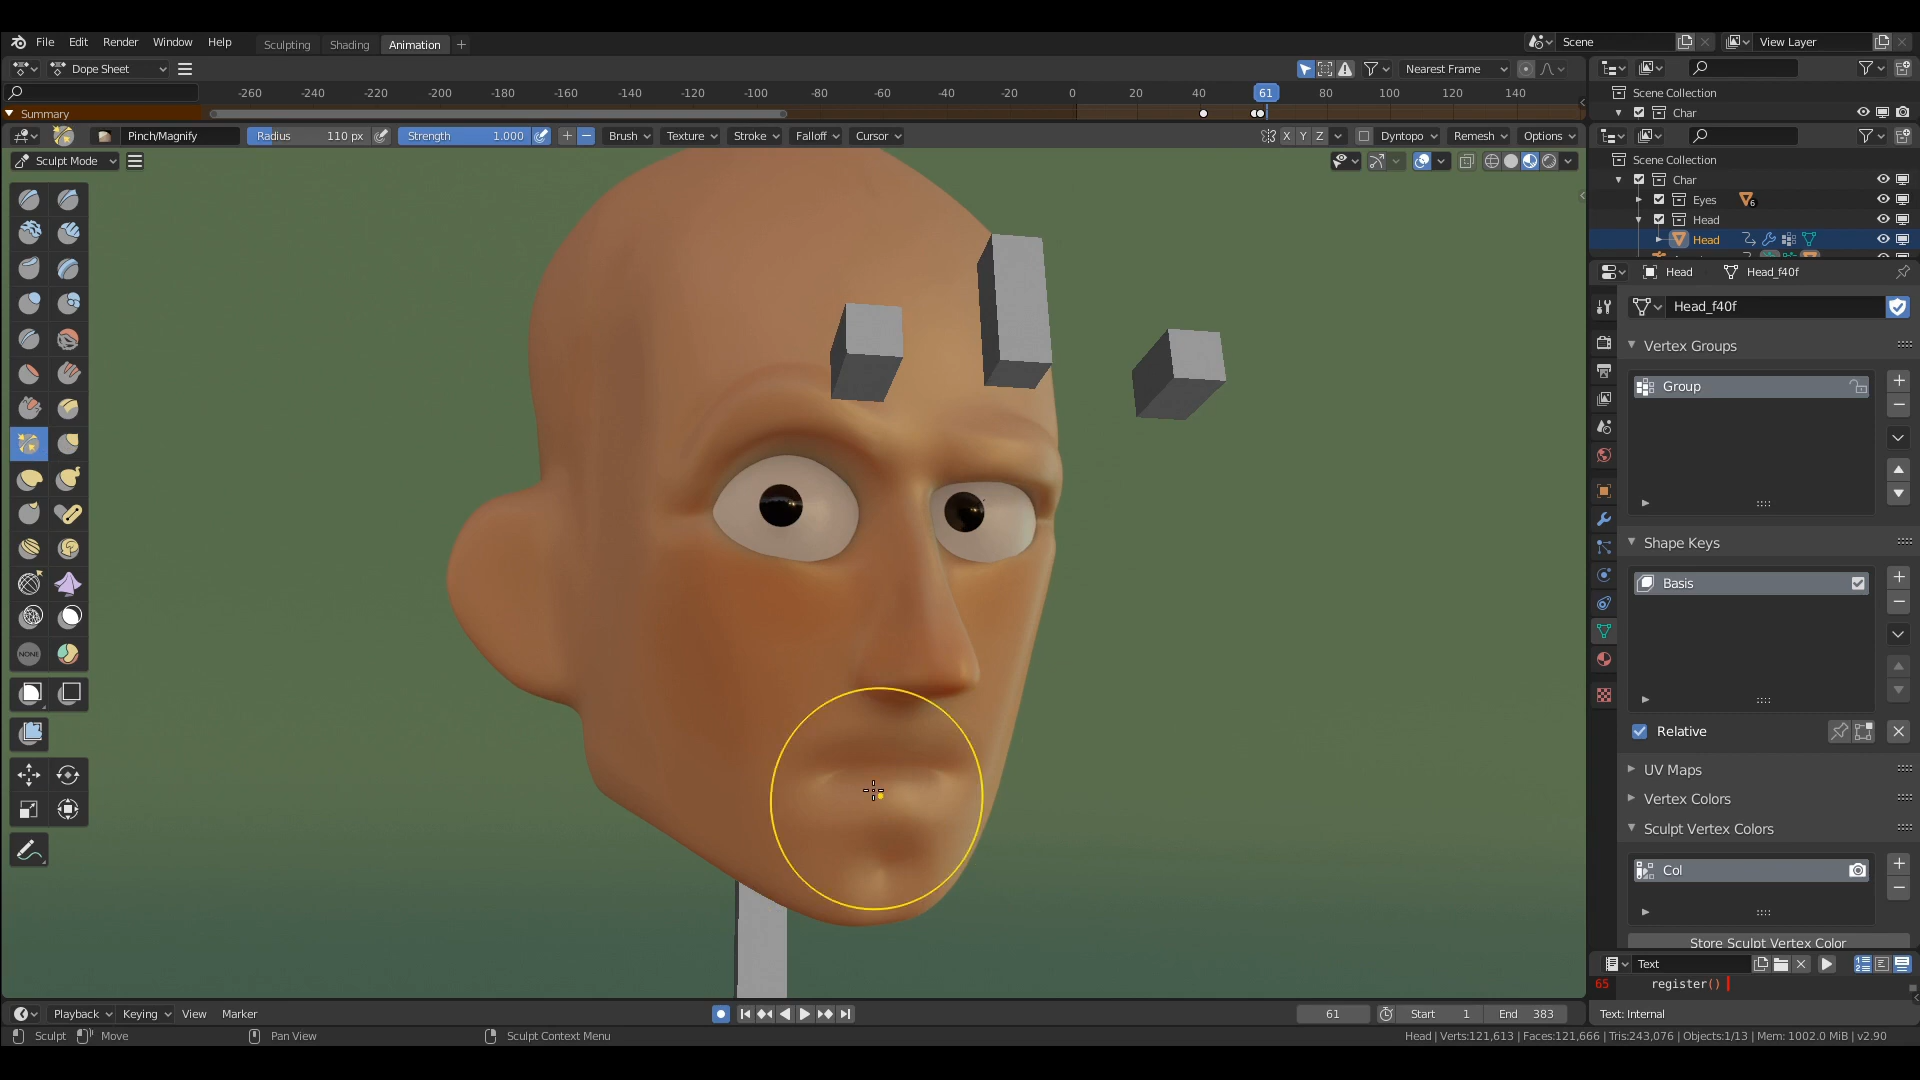 File Edit Render Window Help Sculpting Shading Animation + Scene View Layer
Dope Sheet Nearest Frame
-260 -240 -220 -200 -180 -160 -140 -120 -100 -80 -60 -40 -20 0 20 40 61 80 100 120 140
Scene Collection
Summary
Char
Pinch/Magnify Radius 110 px Strength 1.000 Brush Texture Stroke Falloff Cursor X Y Z Dyntopo Remesh Options
Sculpt Mode
Scene Collection
Char
Eyes 6
Head
Head
Head Head_f40f
Head_f40f
Vertex Groups
Group
Shape Keys
Basis
Relative
UV Maps
Vertex Colors
Sculpt Vertex Colors
Col
Store Sculpt Vertex Color
NONE
Text
65 register()
Playback Keying View Marker 61 Start 1 End 383
Text: Internal
Sculpt Move Pan View Sculpt Context Menu Head | Verts:121,613 | Faces:121,666 | Tris:243,076 | Objects:1/13 | Mem: 1002.0 MiB | v2.90